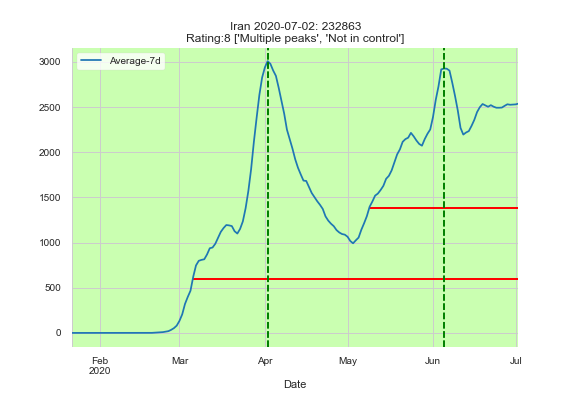 Iran 2020-07-02: 232863
Rating:8 ['Multiple peaks', 'Not in control']
Average-7d
3000
2500
2000
1500
1000
500
0
Feb
2020
Mar
Apr
May
Jun
Jul
Date